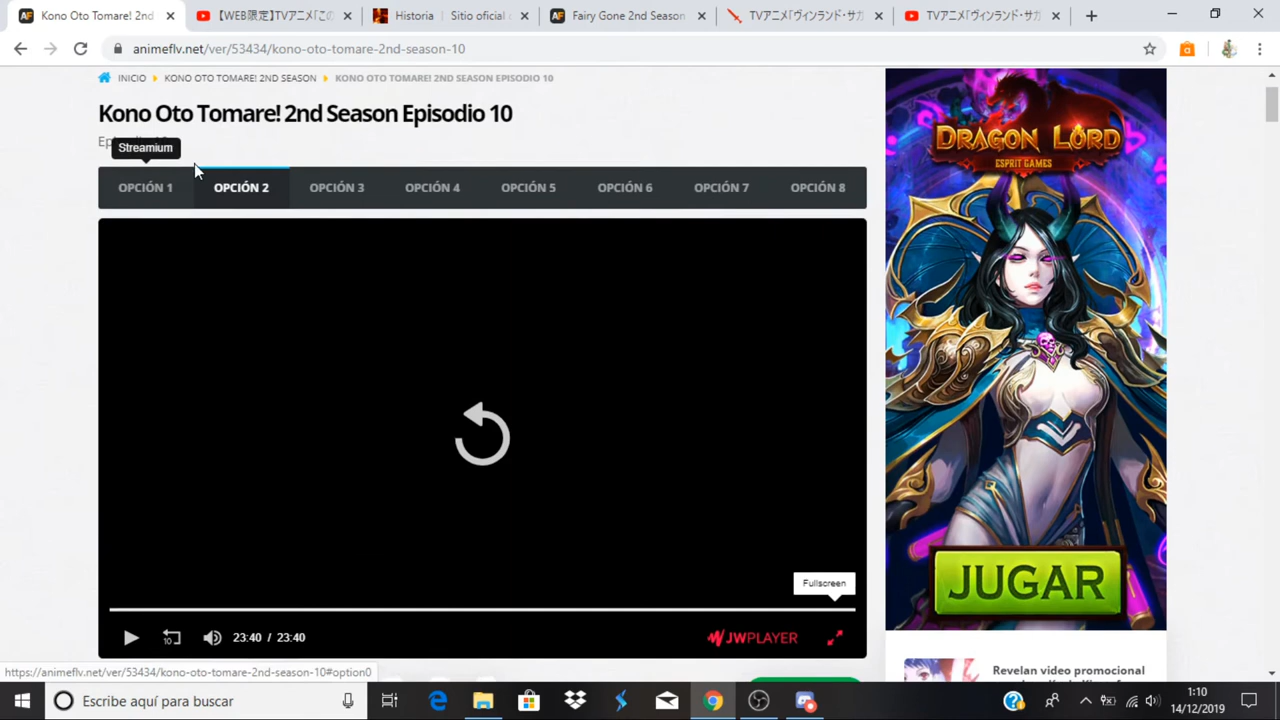 Kono Oto Tomare! 2nd
【WEB限定】TVアニメ「この
Historia | Sitio oficial
Fairy Gone 2nd Season
TVアニメ「ヴィンランド・サガ
TVアニメ「ヴィンランド・サ
animeflv.net/ver/53434/kono-oto-tomare-2nd-season-10
INICIO KONO OTO TOMARE! 2ND SEASON KONO OTO TOMARE! 2ND SEASON EPISODIO 10
Kono Oto Tomare! 2nd Season Episodio 10
Streamium
OPCIÓN 1 OPCIÓN 2 OPCIÓN 3 OPCIÓN 4 OPCIÓN 5 OPCIÓN 6 OPCIÓN 7 OPCIÓN 8
DRAGON LORD
ESPRIT GAMES
JUGAR
Fullscreen
10
23:40 / 23:40
JWPLAYER
Revelan video promocional
https://animeflv.net/ver/53434/kono-oto-tomare-2nd-season-10#option0
Escribe aquí para buscar
1:10
14/12/2019